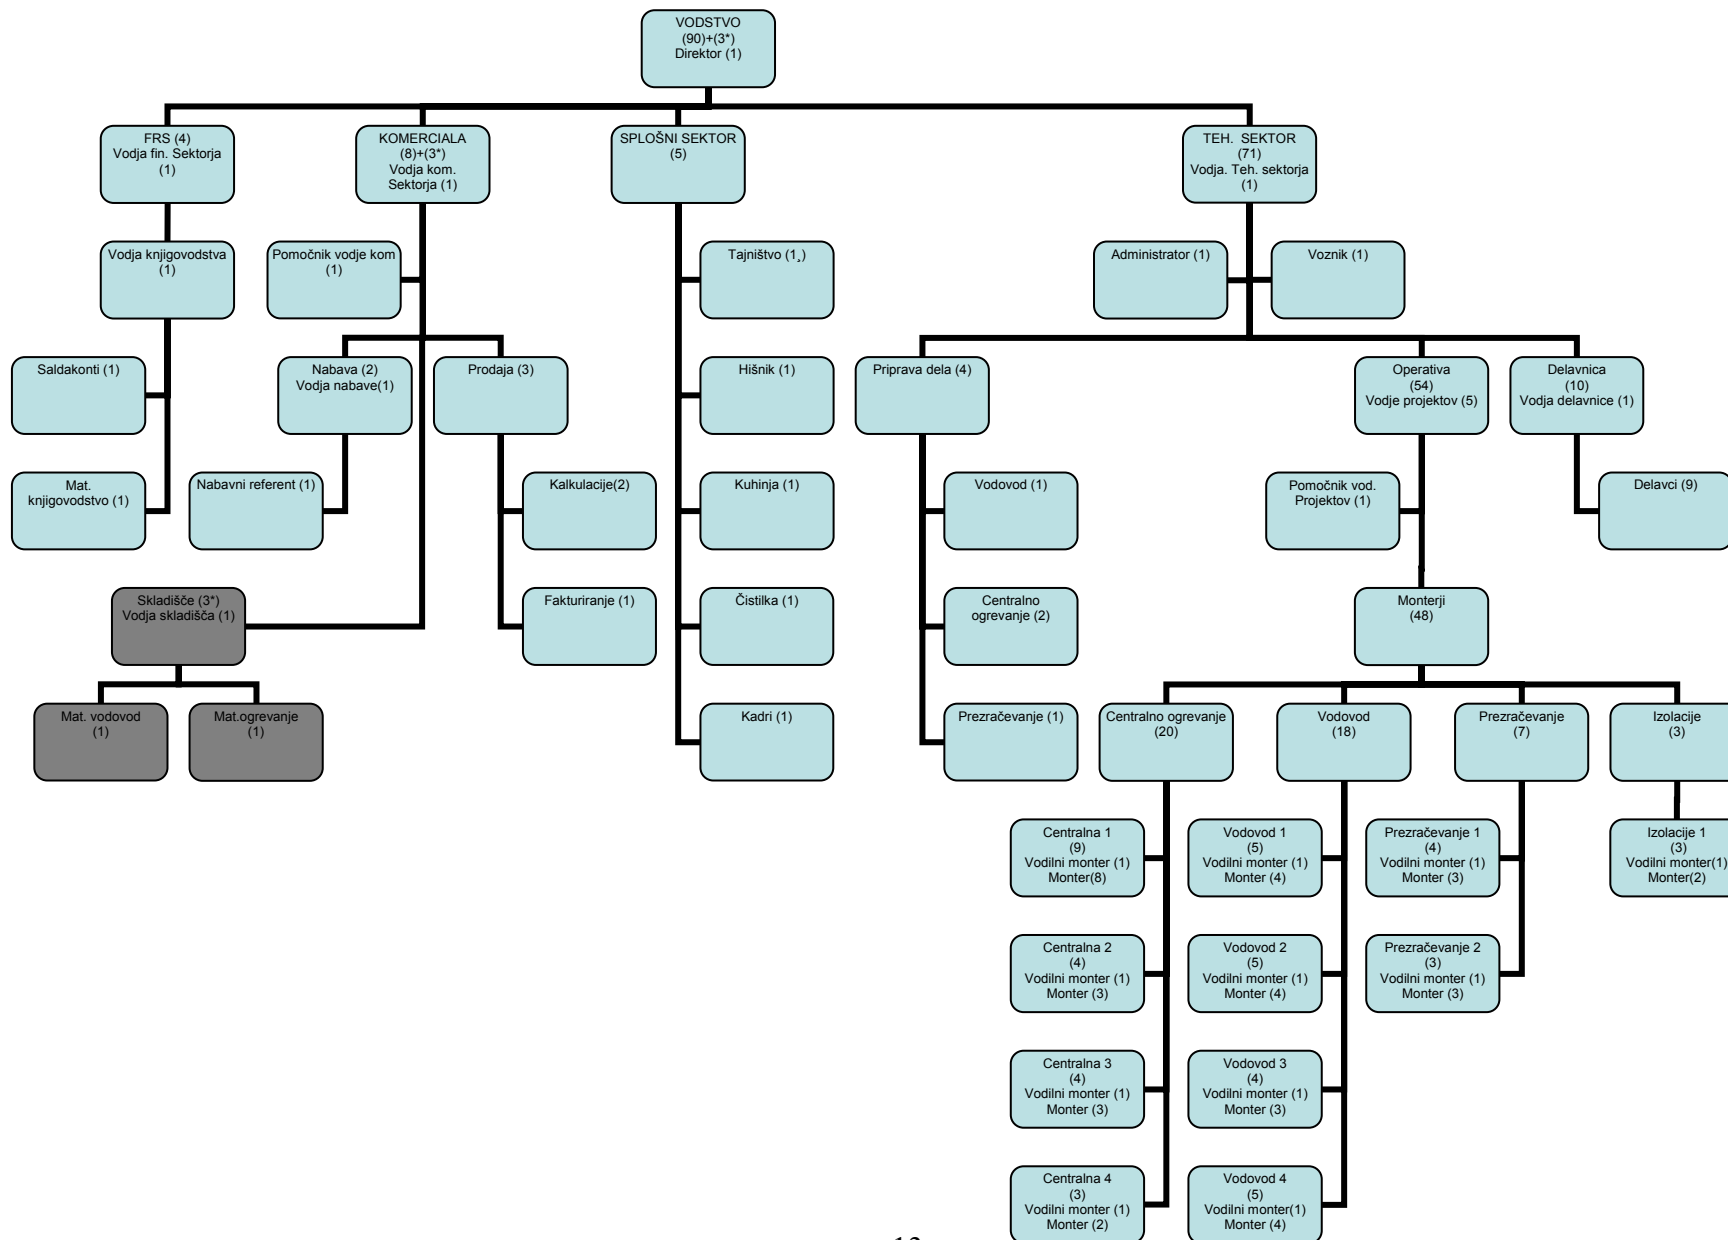 VODSTVO
(90)+(3*)
Direktor (1)
FRS (4)
Vodja fin. Sektorja
(1)
KOMERCIALA
(8)+(3*)
Vodja kom.
Sektorja (1)
SPLOŠNI SEKTOR
(5)
TEH. SEKTOR
(71)
Vodja. Teh. sektorja
(1)
Vodja knjigovodstva
(1)
Pomočnik vodje kom
(1)
Tajništvo (1¸)
Administrator (1)
Voznik (1)
Saldakonti (1)
Nabava (2)
Vodja nabave(1)
Prodaja (3)
Hišnik (1)
Priprava dela (4)
Operativa
(54)
Vodje projektov (5)
Delavnica
(10)
Vodja delavnice (1)
Mat.
knjigovodstvo (1)
Nabavni referent (1)
Kalkulacije(2)
Kuhinja (1)
Vodovod (1)
Pomočnik vod.
Projektov (1)
Delavci (9)
Skladišče (3*)
Vodja skladišča (1)
Fakturiranje (1)
Čistilka (1)
Centralno
ogrevanje (2)
Monterji
(48)
Mat. vodovod
(1)
Mat.ogrevanje
(1)
Kadri (1)
Prezračevanje (1)
Centralno ogrevanje
(20)
Vodovod
(18)
Prezračevanje
(7)
Izolacije
(3)
Centralna 1
(9)
Vodilni monter (1)
Monter(8)
Vodovod 1
(5)
Vodilni monter (1)
Monter (4)
Prezračevanje 1
(4)
Vodilni monter (1)
Monter (3)
Izolacije 1
(3)
Vodilni monter(1)
Monter(2)
Centralna 2
(4)
Vodilni monter (1)
Monter (3)
Vodovod 2
(5)
Vodilni monter (1)
Monter (4)
Prezračevanje 2
(3)
Vodilni monter (1)
Monter (3)
Centralna 3
(4)
Vodilni monter (1)
Monter (3)
Vodovod 3
(4)
Vodilni monter (1)
Monter (3)
Centralna 4
(3)
Vodilni monter (1)
Monter (2)
Vodovod 4
(5)
Vodilni monter(1)
Monter (4)